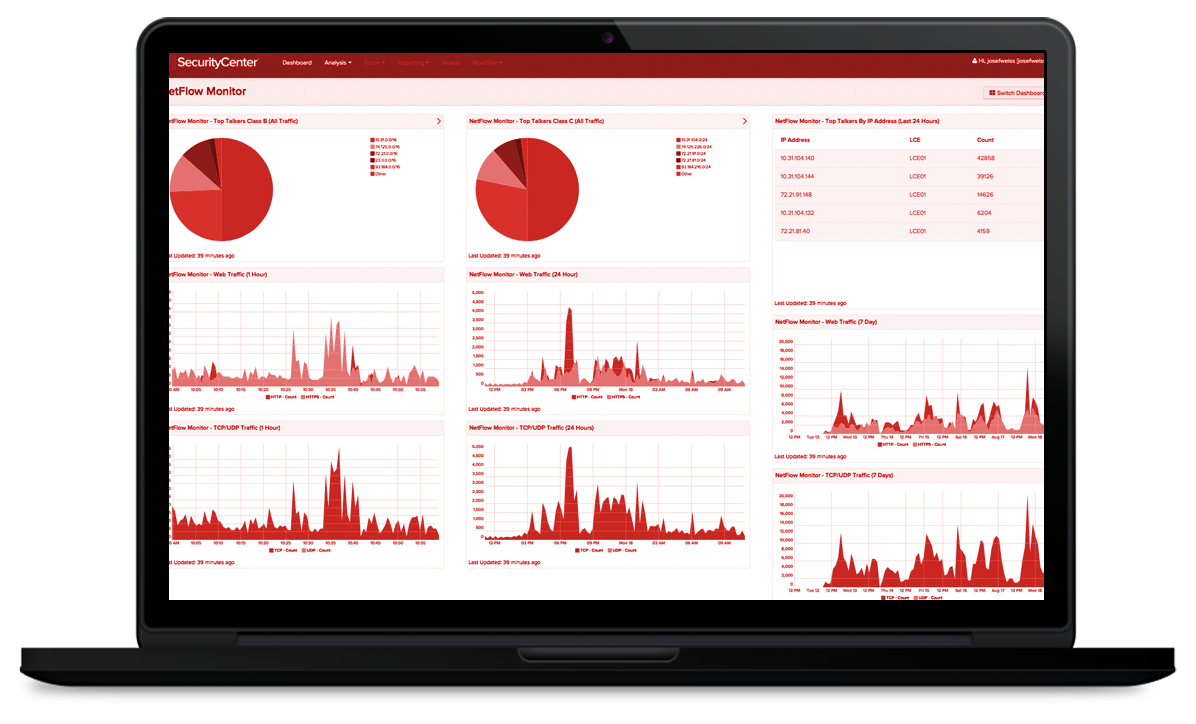 SecurityCenter
Dashboard Analysis Scans Reporting Assets Workflow
Hi, josefweiss (josefweiss
etFlow Monitor
Switch Dashboard
etFlow Monitor - Top Talkers Class B (All Traffic)
10.31.0.0/16
74.125.0.0/16
72.21.0.0/16
23.3.0.0/16
93.184.0.0/16
Other
st Updated: 39 minutes ago
NetFlow Monitor - Top Talkers Class C (All Traffic)
10.31.104.0/24
74.125.226.0/24
72.21.91.0/24
72.21.81.0/24
93.184.216.0/24
Other
Last Updated: 39 minutes ago
NetFlow Monitor - Top Talkers By IP Address (Last 24 Hours)
IP Address LCE Count
10.31.104.140 LCE01 42858
10.31.104.144 LCE01 39126
72.21.91.148 LCE01 14626
10.31.104.132 LCE01 6204
72.21.81.40 LCE01 4159
Last Updated: 39 minutes ago
etFlow Monitor - Web Traffic (1 Hour)
0 AM 10:05 10:10 10:15 10:20 10:25 10:30 10:35 10:40 10:45 10:50 10:55
HTTP - Count HTTPS - Count
st Updated: 39 minutes ago
NetFlow Monitor - Web Traffic (24 Hour)
5,000
4,500
4,000
3,500
3,000
2,500
2,000
1,500
1,000
500
0
12 PM 03 PM 06 PM 09 PM Mon 18 03 AM 06 AM 09 AM
HTTP - Count HTTPS - Count
Last Updated: 39 minutes ago
NetFlow Monitor - Web Traffic (7 Day)
20,000
18,000
16,000
14,000
12,000
10,000
8,000
6,000
4,000
2,000
0
12 PM Tue 12 12 PM Wed 13 12 PM Thu 14 12 PM Fri 15 12 PM Sat 16 12 PM Aug 17 12 PM Mon 18
HTTP - Count HTTPS - Count
Last Updated: 39 minutes ago
etFlow Monitor - TCP/UDP Traffic (1 Hour)
0 AM 10:05 10:10 10:15 10:20 10:25 10:30 10:35 10:40 10:45 10:50 10:55
TCP - Count UDP - Count
st Updated: 39 minutes ago
NetFlow Monitor - TCP/UDP Traffic (24 Hours)
5,000
4,500
4,000
3,500
3,000
2,500
2,000
1,500
1,000
500
0
12 PM 03 PM 06 PM 09 PM Mon 18 03 AM 06 AM 09 AM
TCP - Count UDP - Count
Last Updated: 39 minutes ago
NetFlow Monitor - TCP/UDP Traffic (7 Days)
20,000
18,000
16,000
14,000
12,000
10,000
8,000
6,000
4,000
2,000
0
12 PM Tue 12 12 PM Wed 13 12 PM Thu 14 12 PM Fri 15 12 PM Sat 16 12 PM Aug 17 12 PM Mon 18
TCP - Count UDP - Count